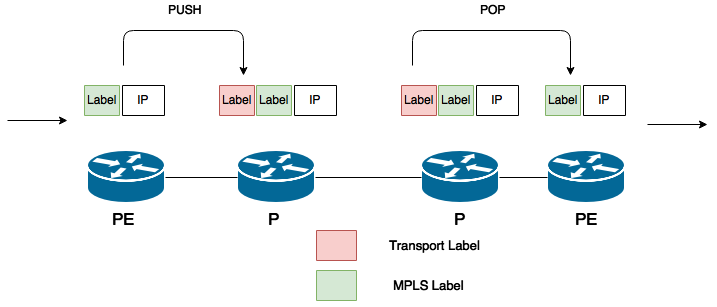 PUSH
POP
Label IP
Label Label IP
Label Label IP
Label IP
PE
P
P
PE
Transport Label
MPLS Label